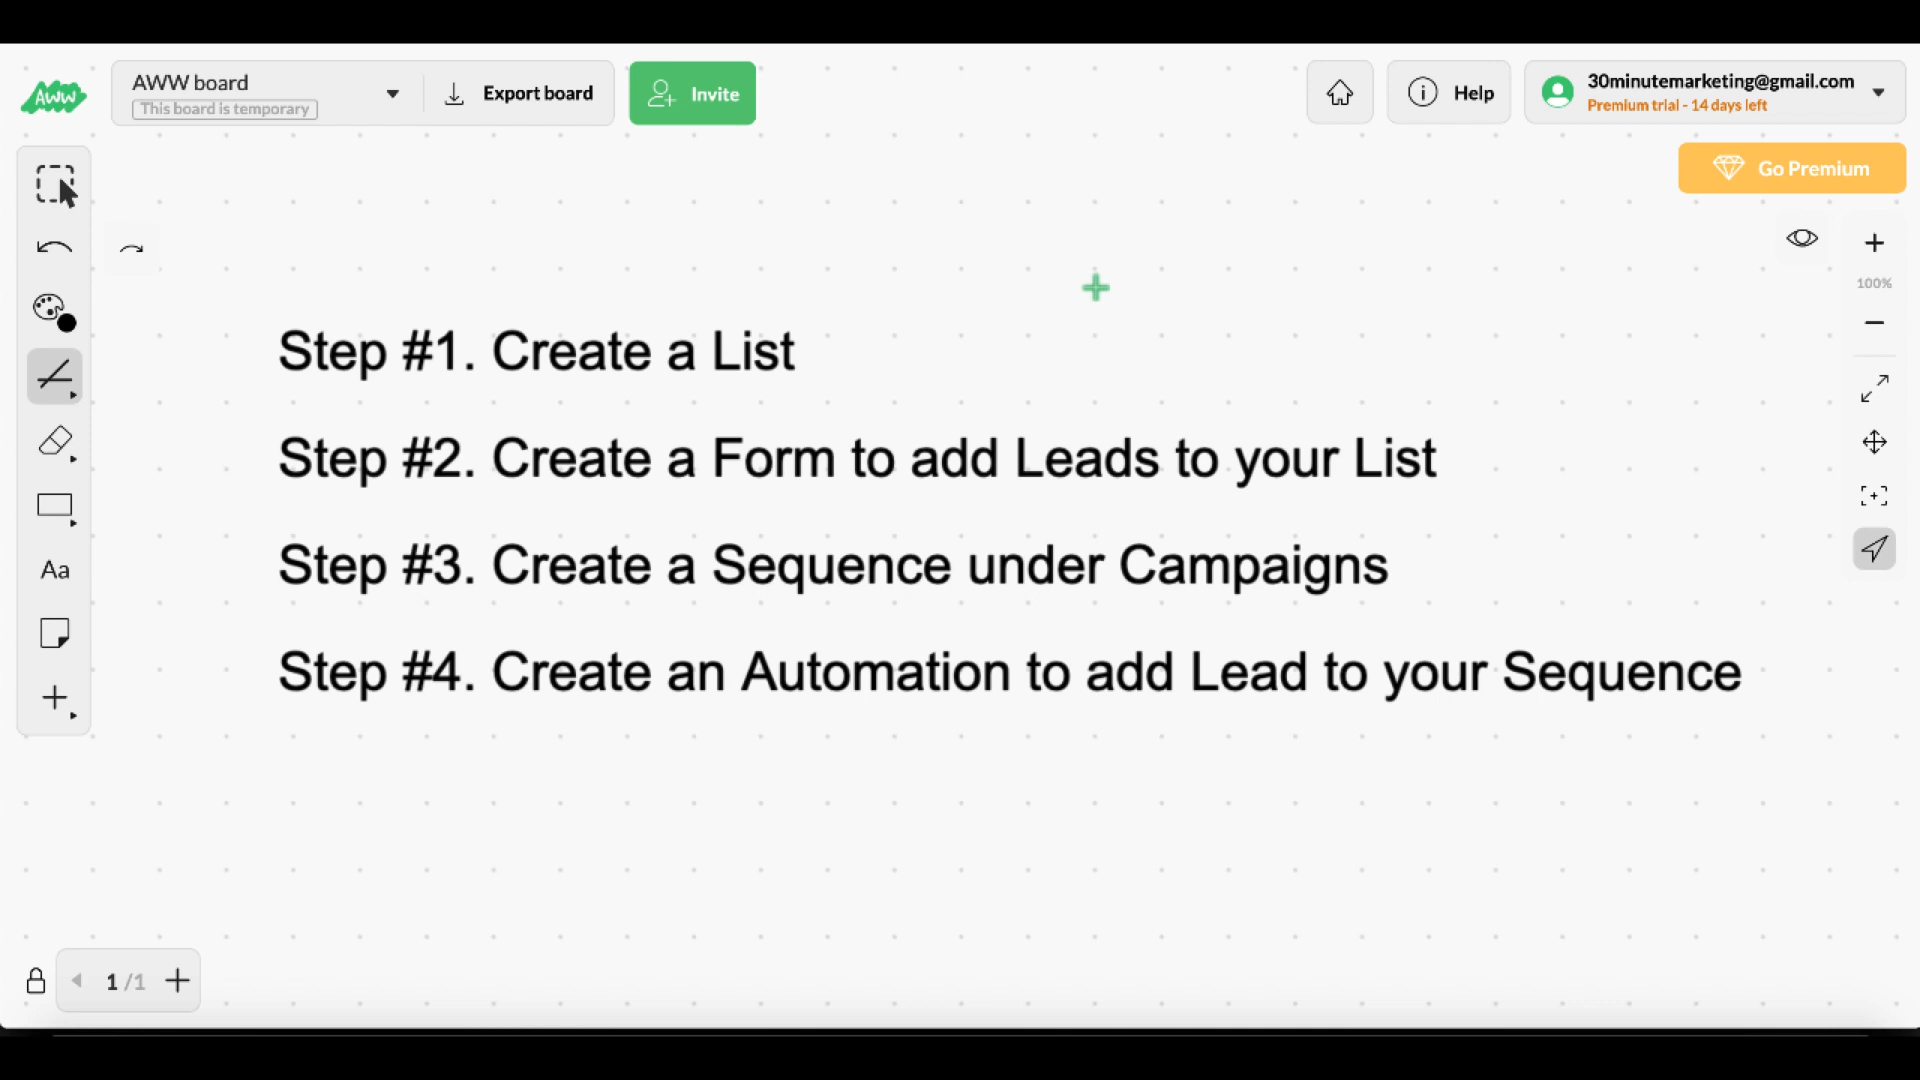 AWW
AWW board
This board is temporary
Export board
Invite
Help
30minutemarketing@gmail.com
Premium trial - 14 days left
Go Premium
100%
Step #1. Create a List
Step #2. Create a Form to add Leads to your List
Step #3. Create a Sequence under Campaigns
Step #4. Create an Automation to add Lead to your Sequence
Aa
1 /1